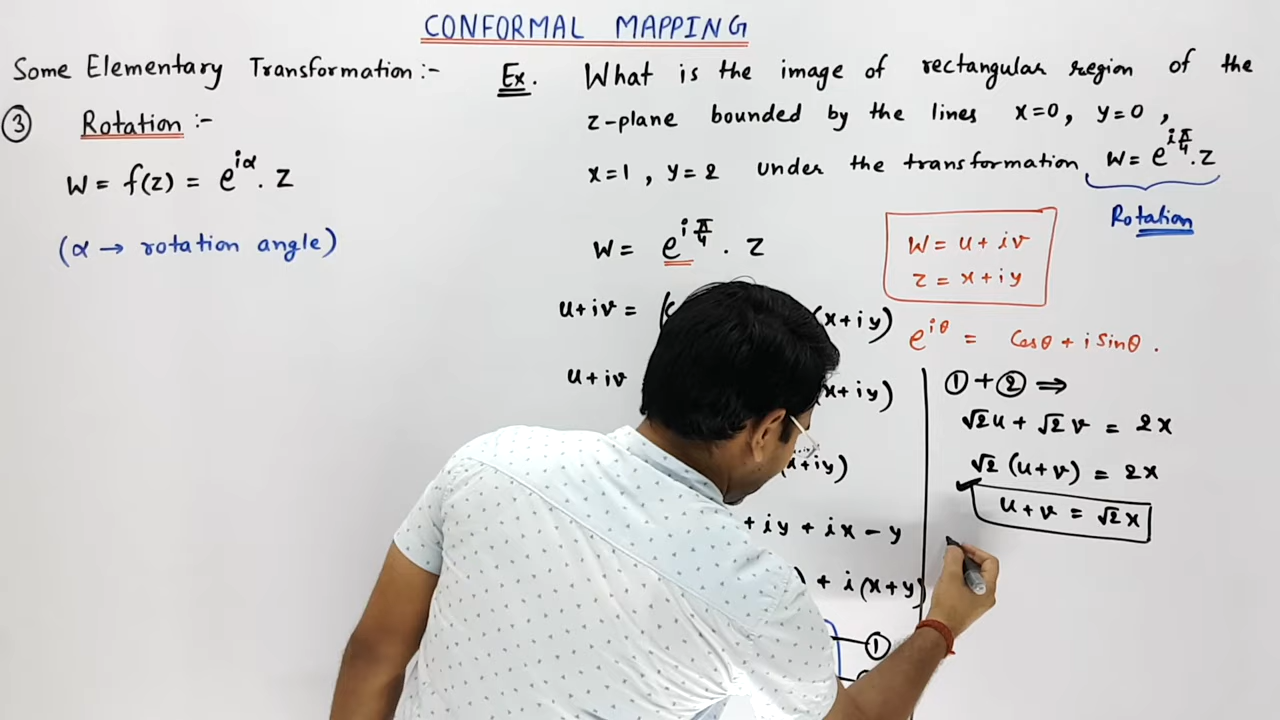 CONFORMAL MAPPING
Some Elementary Transformation :-
③ Rotation :-
W = f(z) = e^{iα} . z
(α → rotation angle)
Ex. What is the image of rectangular region of the
z-plane bounded by the lines x=0, y=0,
x=1, y=2 under the transformation W = e^{iπ/4}. z
Rotation
W = e^{iπ/4} . z
W = u + iv
z = x + iy
u+iv = ( (x+iy)
e^{iθ} = Cosθ + i Sinθ .
u+iv (x+iy)
(x+iy)
+ iy + ix - y
) + i(x+y)
①
① + ② ⇒
√2u + √2v = 2x
√2 (u+v) = 2x
u+v = √2x